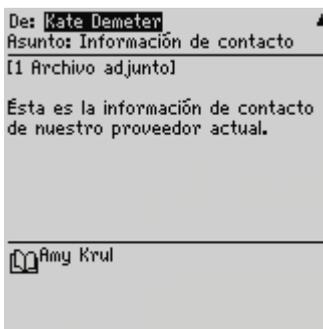 De: Kate Demeter
Asunto: Información de contacto
[1 Archivo adjunto]
Ésta es la información de contacto
de nuestro proveedor actual.
Amy Krul